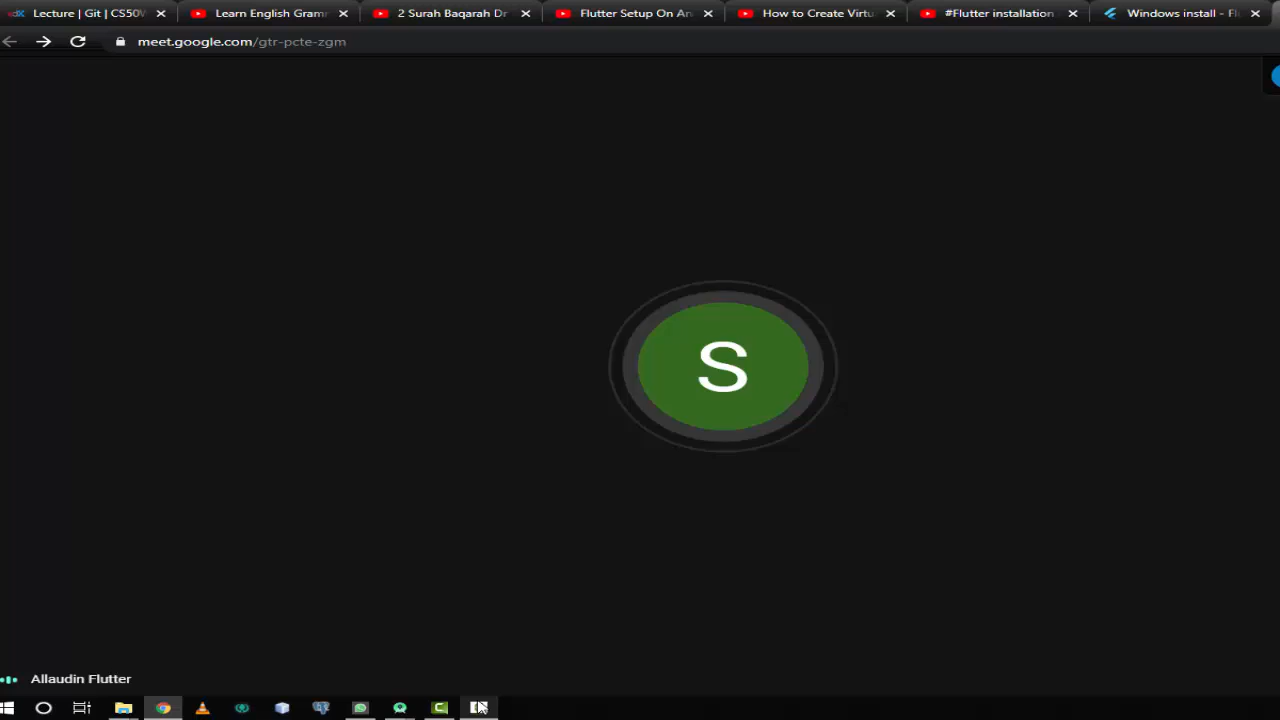 Lecture | Git | CS50W
Learn English Gramr
2 Surah Baqarah Dr
Flutter Setup On An
How to Create Virtu
#Flutter installation
Windows install - Fl
meet.google.com/gtr-pcte-zgm
S
Allaudin Flutter